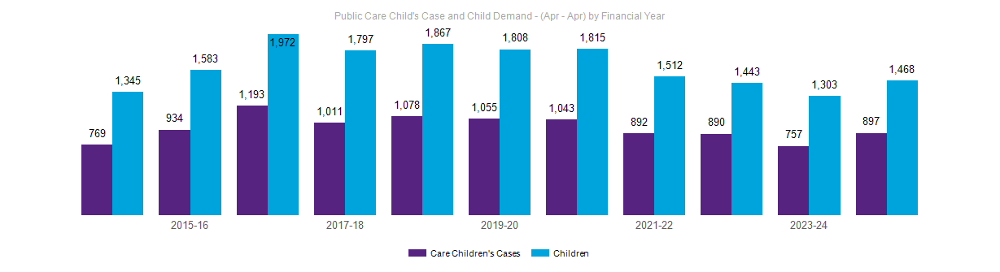 Public Care Child's Case and Child Demand - (Apr - Apr) by Financial Year
769 1,345 934 1,583 1,193 1,972 1,011 1,797 1,078 1,867 1,055 1,808 1,043 1,815 892 1,512 890 1,443 757 1,303 897 1,468
2015-16 2017-18 2019-20 2021-22 2023-24
Care Children's Cases Children